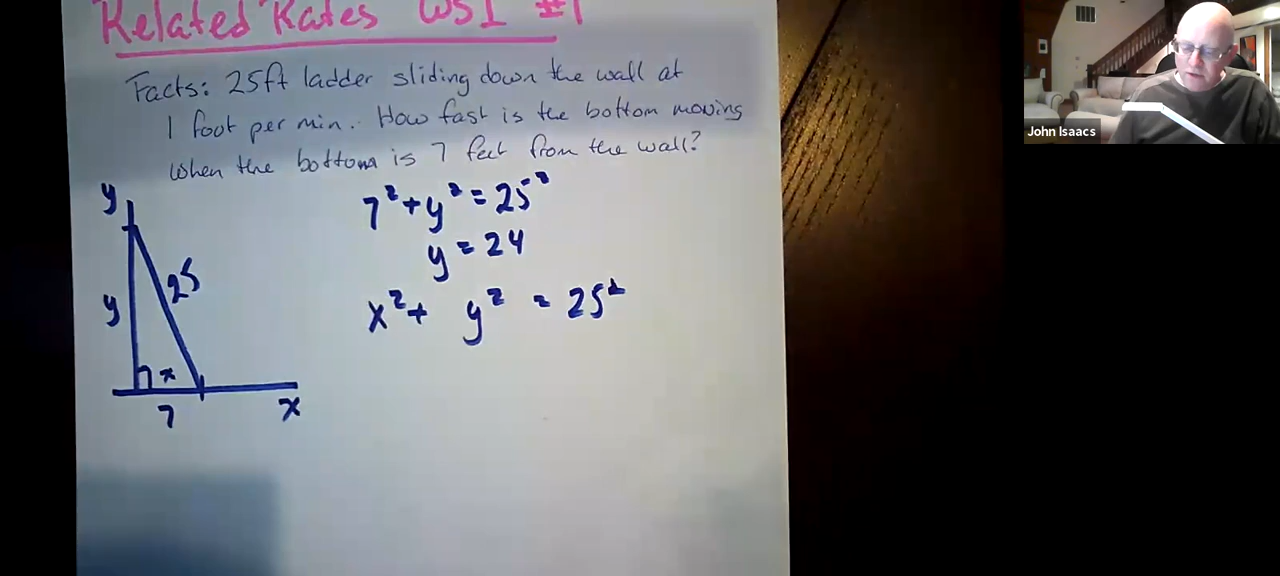 Related Rates WS1 #1
Facts: 25ft ladder sliding down the wall at
1 foot per min. How fast is the bottom moving
when the bottom is 7 feet from the wall?
7² + y² = 25²
y = 24
x² + y² = 25²
y
25
y
x
7
x
John Isaacs